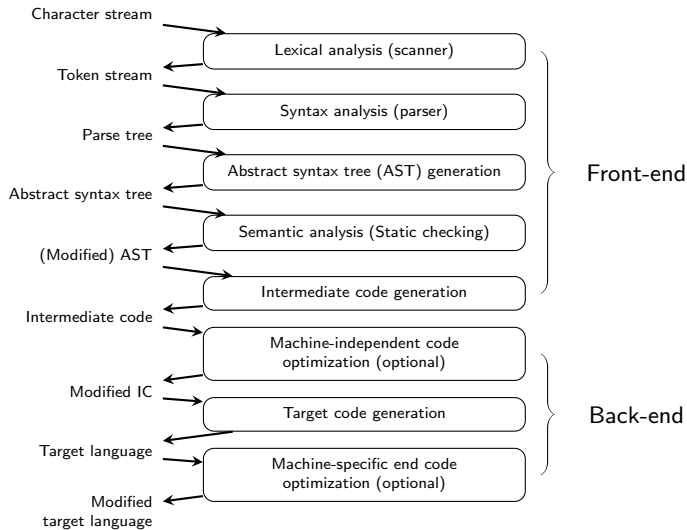 Character stream
Lexical analysis (scanner)
Token stream
Syntax analysis (parser)
Parse tree
Abstract syntax tree (AST) generation
Front-end
Abstract syntax tree
Semantic analysis (Static checking)
(Modified) AST
Intermediate code generation
Intermediate code
Machine-independent code
optimization (optional)
Modified IC
Target code generation
Back-end
Target language
Machine-specific end code
optimization (optional)
Modified
target language